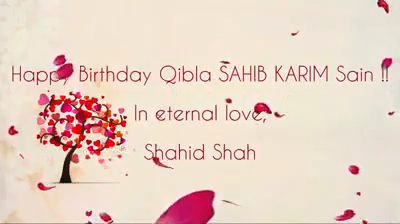 Happy Birthday Qibla SAHIB KARIM Sain !!
In eternal love,
Shahid Shah